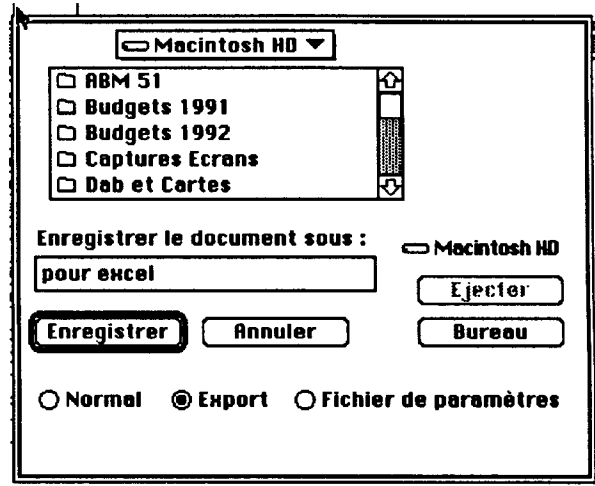 Macintosh HD
ABM 51
Budgets 1991
Budgets 1992
Captures Ecrans
Dab et Cartes
Enregistrer le document sous :
Macintosh HD
pour excel
Ejecter
Enregistrer
Annuler
Bureau
Normal
Export
Fichier de paramètres